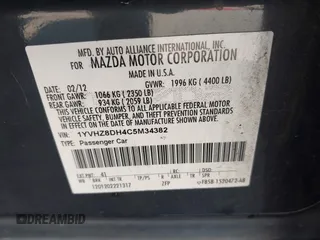 MFD. BY AUTO ALLIANCE INTERNATIONAL, INC.
FOR MAZDA MOTOR CORPORATION
MADE IN U.S.A.
02/12 GVWR: 1996 KG ( 4400 LB)
FRONT GAWR: 1066 KG ( 2350 LB)
REAR GAWR: 934 KG ( 2059 LB)
THIS VEHICLE CONFORMS TO ALL APPLICABLE FEDERAL
MOTOR VEHICLE SAFETY, BUMPER, AND THEFT PREVENTION STANDARDS
IN EFFECT ON THE DATE OF MANUFACTURE SHOWN ABOVE.
1YVHZ8DH4C5M34382
Passenger Car
© DREAMBID